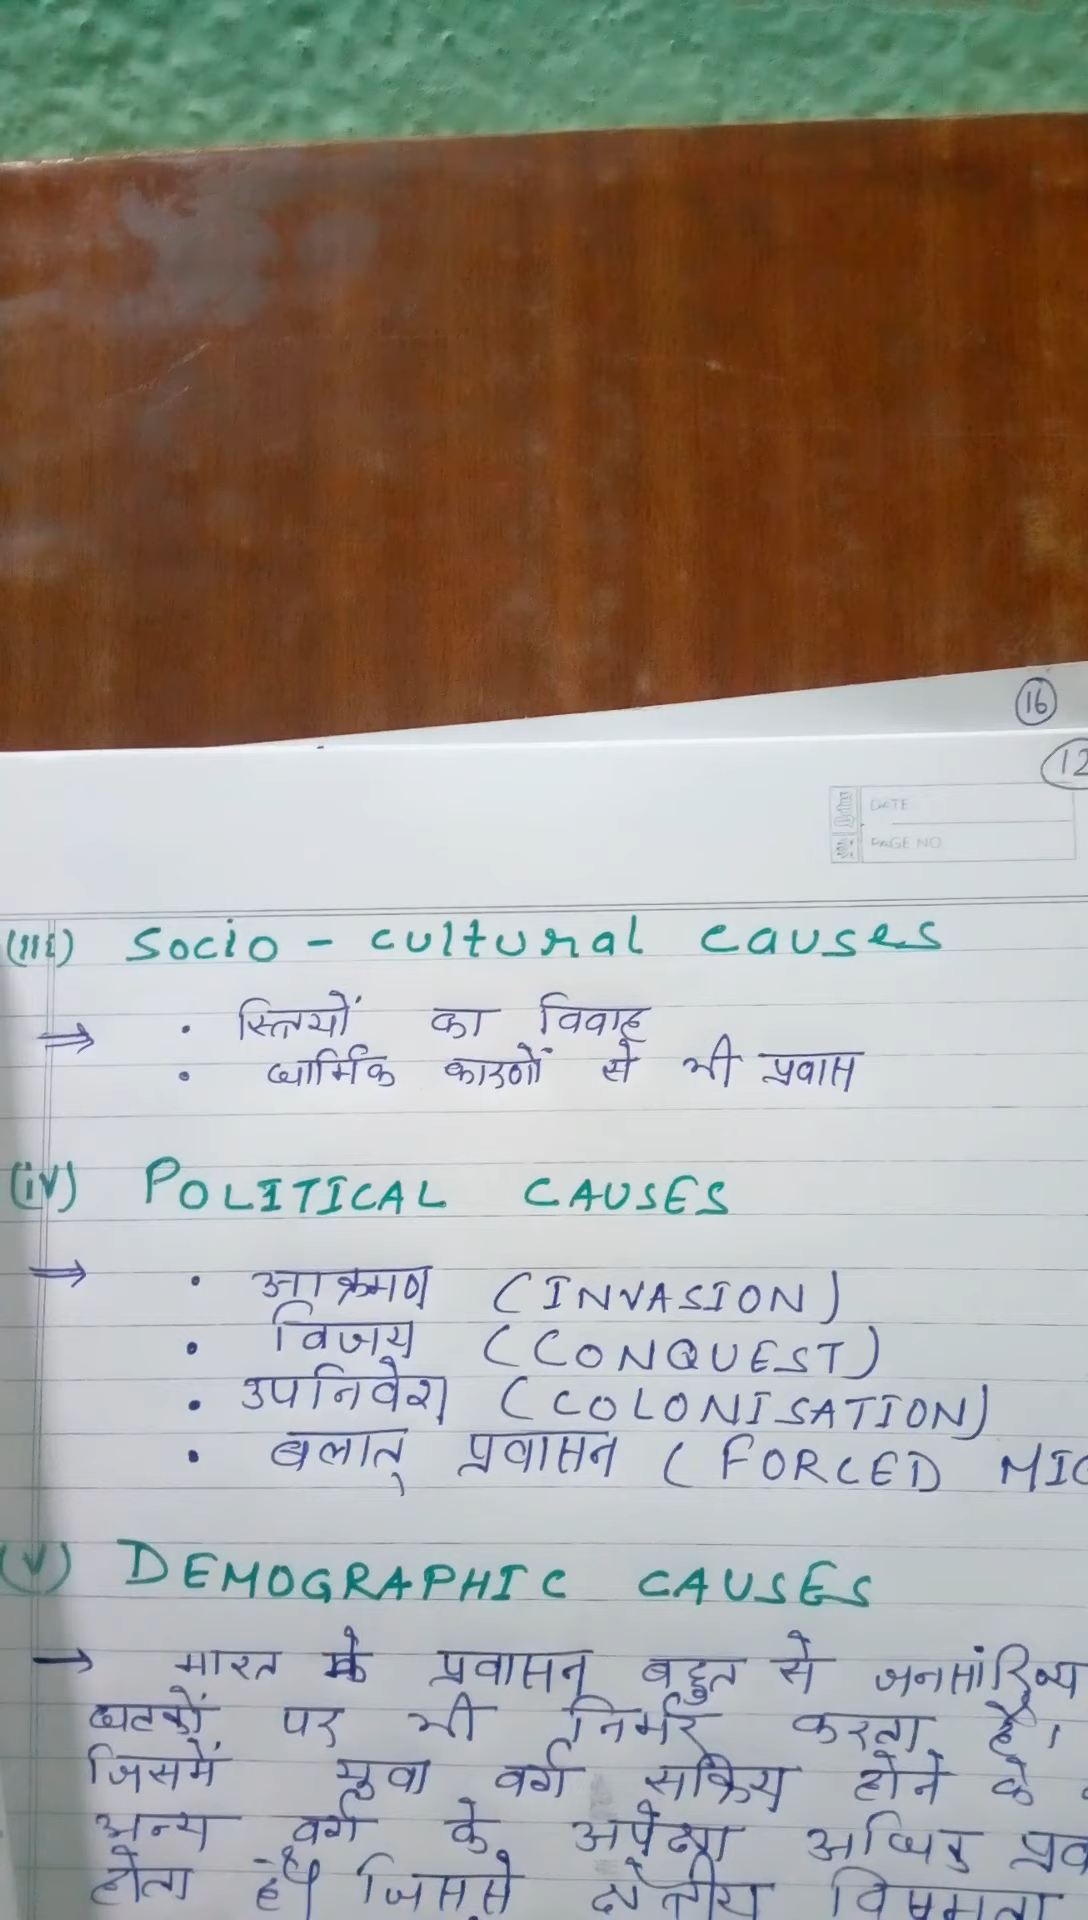 16
12
DATE
PAGE NO
(iii) Socio - cultural causes
⇒ • स्त्रियों का विवाह
• धार्मिक कारणों से भी प्रवास
(iv) POLITICAL CAUSES
⇒ • आक्रमण (INVASION)
• विजय (CONQUEST)
• उपनिवेश (COLONISATION)
• बलात् प्रवासन (FORCED MIG
(v) DEMOGRAPHIC CAUSES
→ भारत के प्रवासन बहुत से जनसांख्यि
घटकों पर भी निर्भर करता है।
जिसमें युवा वर्ग सक्रिय होने के
अन्य वर्ग के अपेक्षा अधिक प्रव
होता है। जिससे क्षेत्रीय विषमता